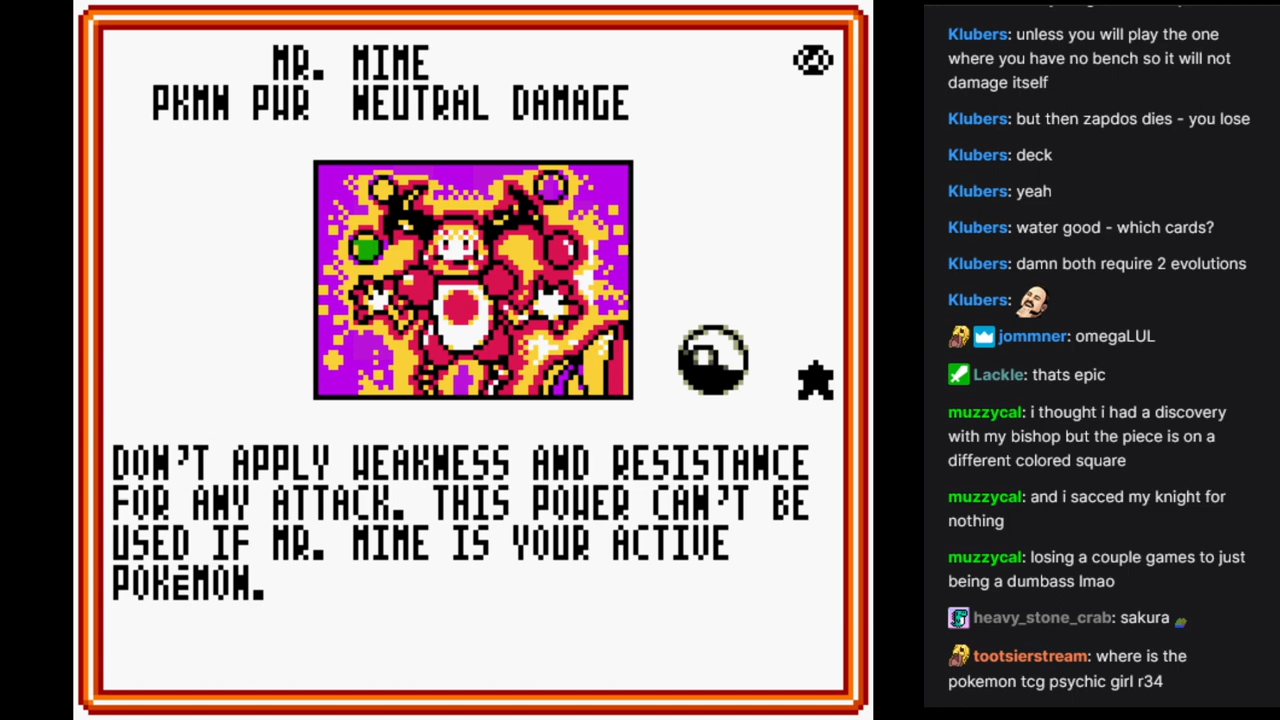 MR. MIME
PKMN PWR NEUTRAL DAMAGE
DON'T APPLY WEAKNESS AND RESISTANCE
FOR ANY ATTACK. THIS POWER CAN'T BE
USED IF MR. MIME IS YOUR ACTIVE
POKéMON.
Klubers: unless you will play the one
where you have no bench so it will not
damage itself
Klubers: but then zapdos dies - you lose
Klubers: deck
Klubers: yeah
Klubers: water good - which cards?
Klubers: damn both require 2 evolutions
Klubers:
jommner: omegaLUL
Lackle: thats epic
muzzycal: i thought i had a discovery
with my bishop but the piece is on a
different colored square
muzzycal: and i sacced my knight for
nothing
muzzycal: losing a couple games to just
being a dumbass lmao
heavy_stone_crab: sakura
tootsierstream: where is the
pokemon tcg psychic girl r34